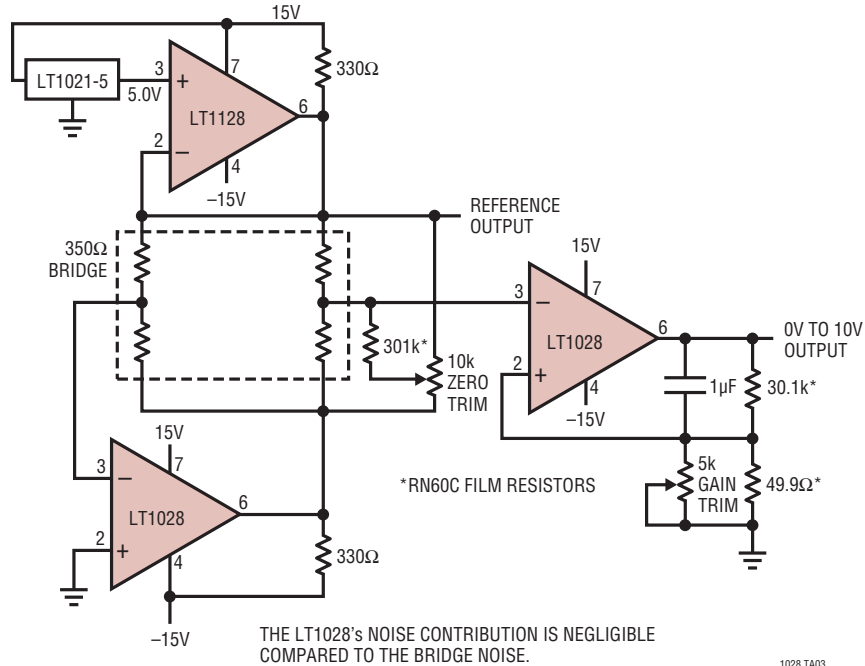 15V
330Ω
LT1021-5
5.0V
3
+
7
LT1128
6
2
–
4
–15V
REFERENCE
OUTPUT
350Ω
BRIDGE
301k*
10k
ZERO
TRIM
15V
3
–
7
LT1028
6
2
+
4
–15V
0V TO 10V
OUTPUT
1µF
30.1k*
5k
GAIN
TRIM
49.9Ω*
*RN60C FILM RESISTORS
15V
3
–
7
LT1028
6
2
+
4
330Ω
–15V
THE LT1028's NOISE CONTRIBUTION IS NEGLIGIBLE
COMPARED TO THE BRIDGE NOISE.
1028 TA03